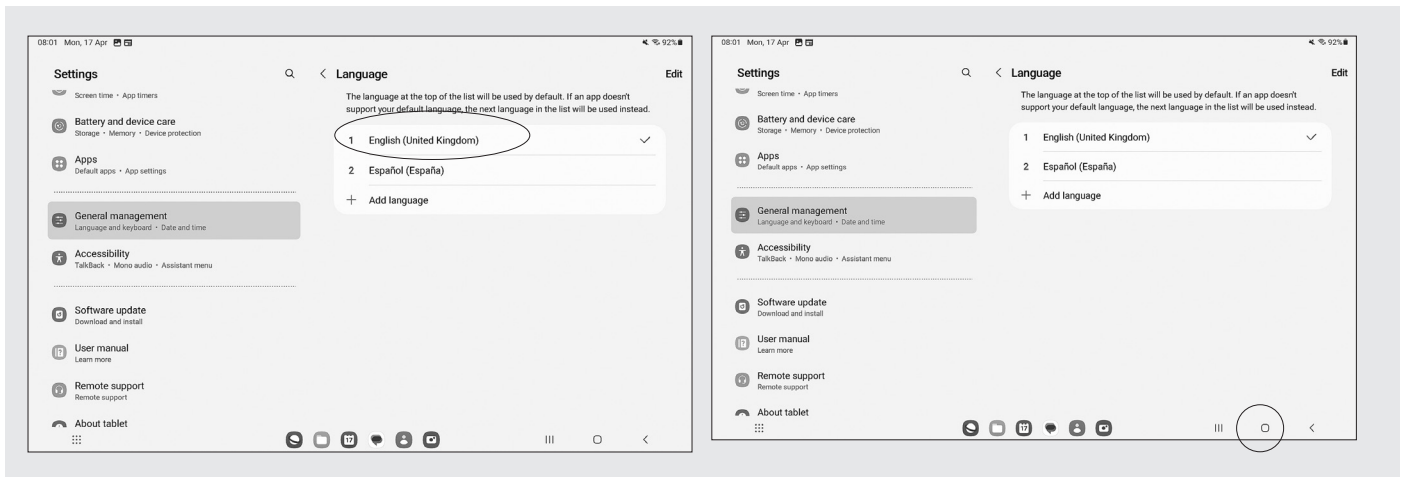 08:01 Mon, 17 Apr
92%
Settings
Screen time • App timers
Battery and device care
Storage • Memory • Device protection
Apps
Default apps • App settings
General management
Language and keyboard • Date and time
Accessibility
TalkBack • Mono audio • Assistant menu
Software update
Download and install
User manual
Learn more
Remote support
Remote support
About tablet
Language
Edit
The language at the top of the list will be used by default. If an app doesn't
support your default language, the next language in the list will be used instead.
1 English (United Kingdom)
2 Español (España)
+ Add language
17
08:01 Mon, 17 Apr
92%
Settings
Screen time • App timers
Battery and device care
Storage • Memory • Device protection
Apps
Default apps • App settings
General management
Language and keyboard • Date and time
Accessibility
TalkBack • Mono audio • Assistant menu
Software update
Download and install
User manual
Learn more
Remote support
Remote support
About tablet
Language
Edit
The language at the top of the list will be used by default. If an app doesn't
support your default language, the next language in the list will be used instead.
1 English (United Kingdom)
2 Español (España)
+ Add language
17